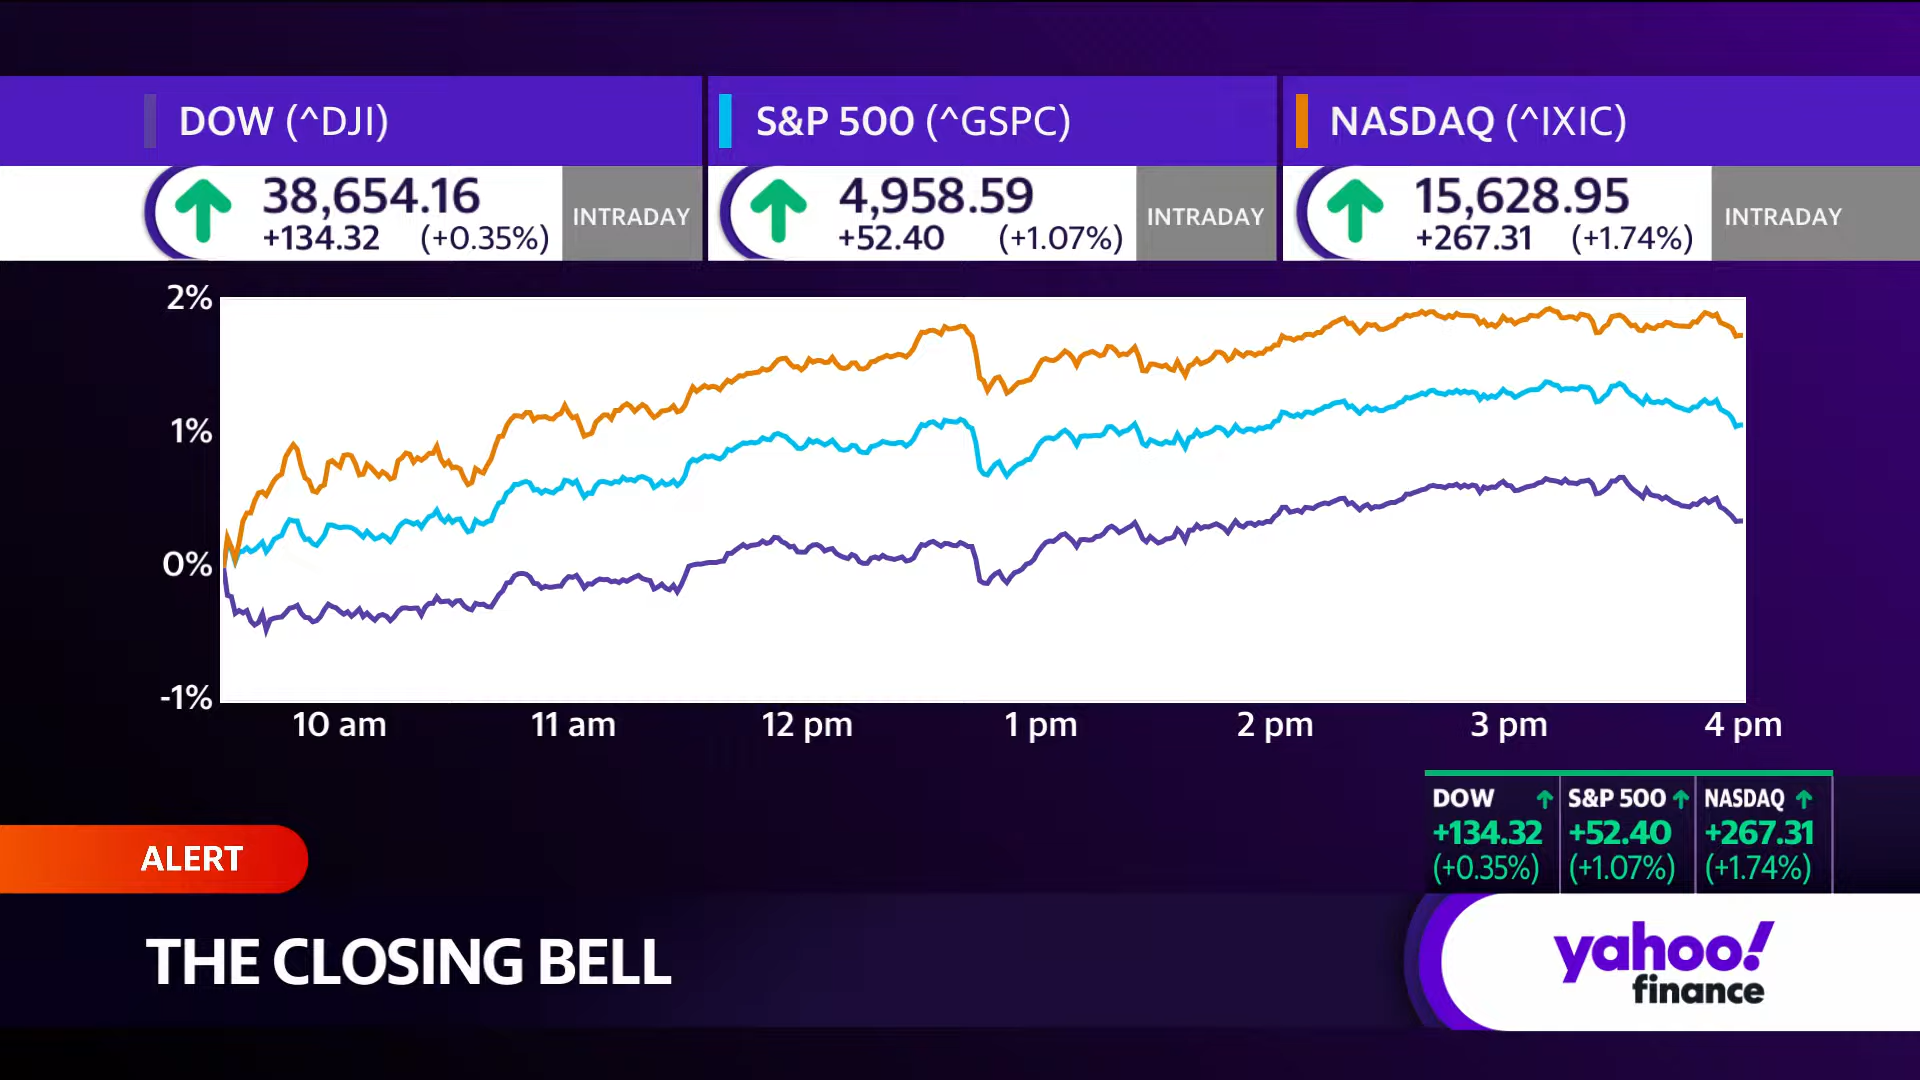 DOW (^DJI)
38,654.16
+134.32 (+0.35%)
INTRADAY
S&P 500 (^GSPC)
4,958.59
+52.40 (+1.07%)
INTRADAY
NASDAQ (^IXIC)
15,628.95
+267.31 (+1.74%)
INTRADAY
2%
1%
0%
-1%
10 am 11 am 12 pm 1 pm 2 pm 3 pm 4 pm
DOW
+134.32
(+0.35%)
S&P 500
+52.40
(+1.07%)
NASDAQ
+267.31
(+1.74%)
ALERT
THE CLOSING BELL
yahoo!
finance